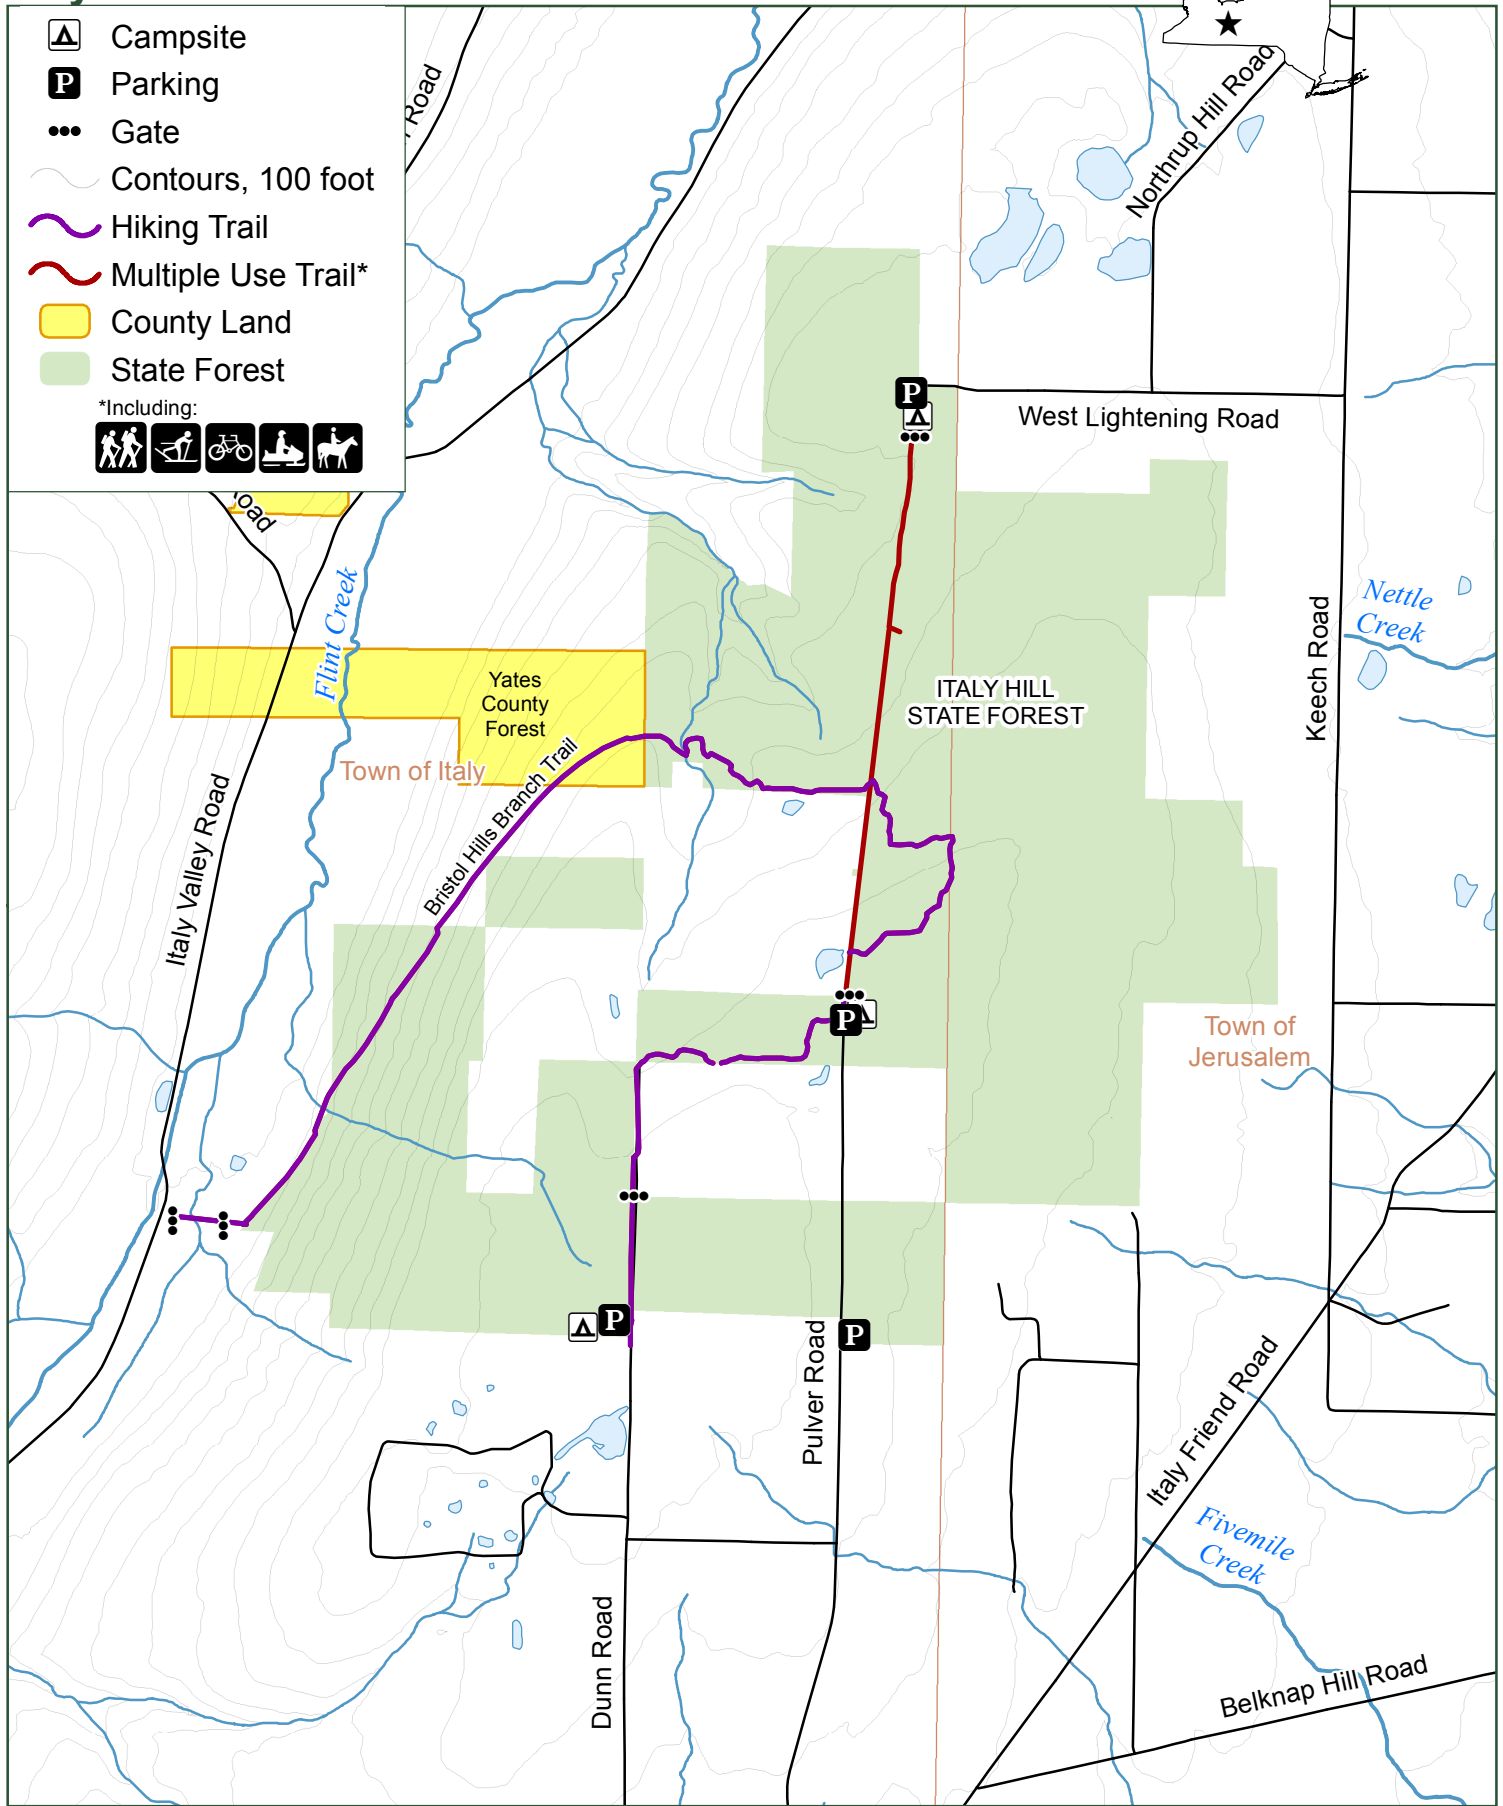 Campsite
P
Parking
Gate
Contours, 100 foot
Hiking Trail
Multiple Use Trail*
County Land
State Forest
*Including:
Road
Northrup Hill Road
P
West Lightening Road
Flint Creek
Nettle
Creek
Keech Road
Yates
County
Forest
ITALY HILL
STATE FOREST
Town of Italy
Bristol Hills Branch Trail
Italy Valley Road
P
Town of
Jerusalem
P
P
Pulver Road
Italy Friend Road
Fivemile
Creek
Dunn Road
Belknap Hill Road